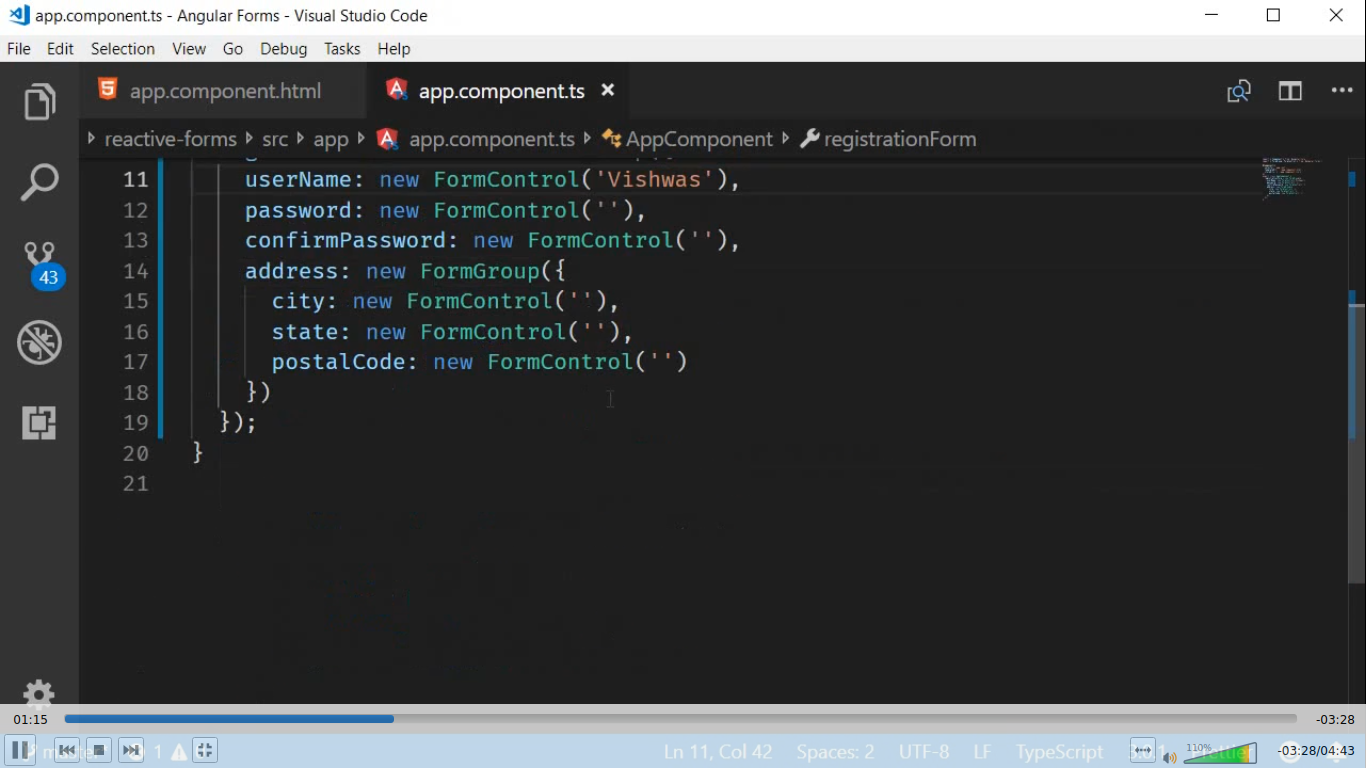 app.component.ts - Angular Forms - Visual Studio Code
File Edit Selection View Go Debug Tasks Help
app.component.html app.component.ts
reactive-forms src app app.component.ts AppComponent registrationForm
11 userName: new FormControl('Vishwas'),
12 password: new FormControl(''),
13 confirmPassword: new FormControl(''),
43
14 address: new FormGroup({
15 city: new FormControl(''),
16 state: new FormControl(''),
17 postalCode: new FormControl('')
18 })
19 });
20 }
21
01:15 -03:28
1 Ln 11, Col 42 Spaces: 2 UTF-8 LF TypeScript 110% -03:28/04:43